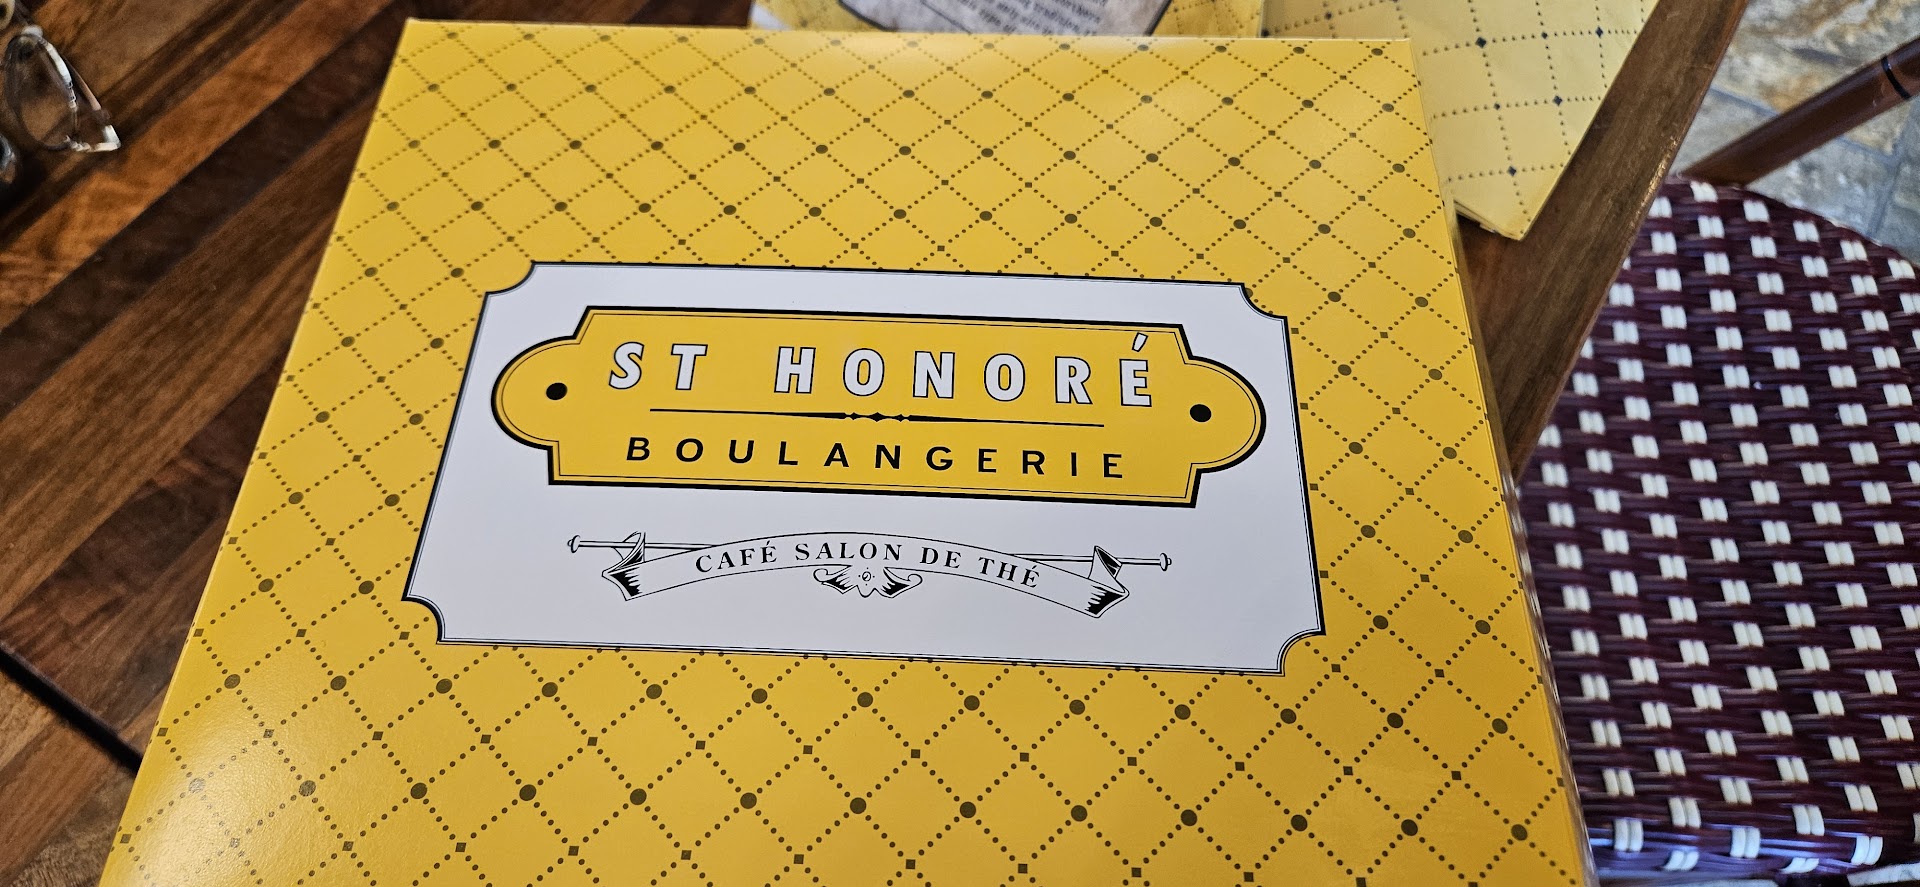 ST HONORÉ
BOULANGERIE
CAFÉ SALON DE THÉ